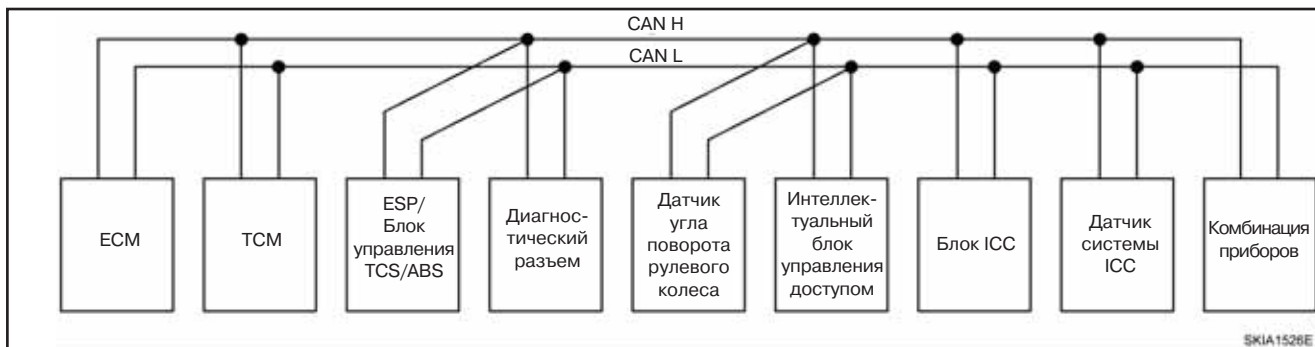 CAN H
CAN L
ECM
TCM
ESP/
Блок
управления
TCS/ABS
Диагнос-
тический
разъем
Датчик
угла
поворота
рулевого
колеса
Интеллек-
туальный
блок
управления
доступом
Блок ICC
Датчик
системы
ICC
Комбинация
приборов
SKIA1526E